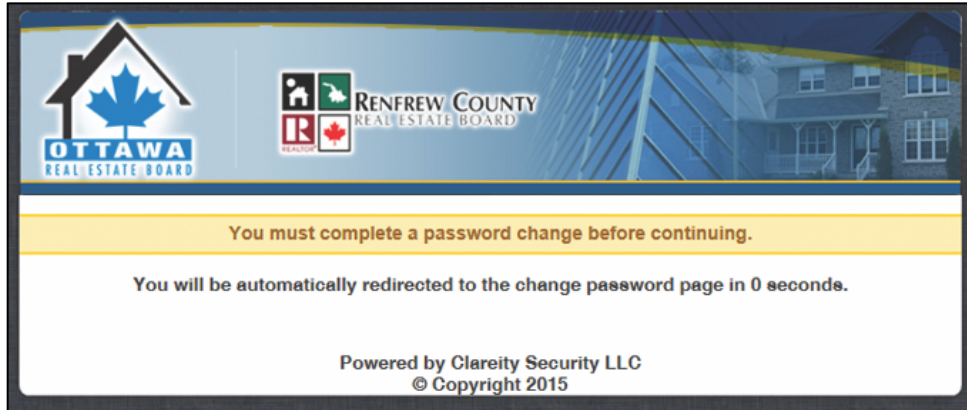 OTTAWA
REAL ESTATE BOARD
RENFREW COUNTY
REAL ESTATE BOARD
REALTOR®
R
You must complete a password change before continuing.
You will be automatically redirected to the change password page in 0 seconds.
Powered by Clareity Security LLC
© Copyright 2015